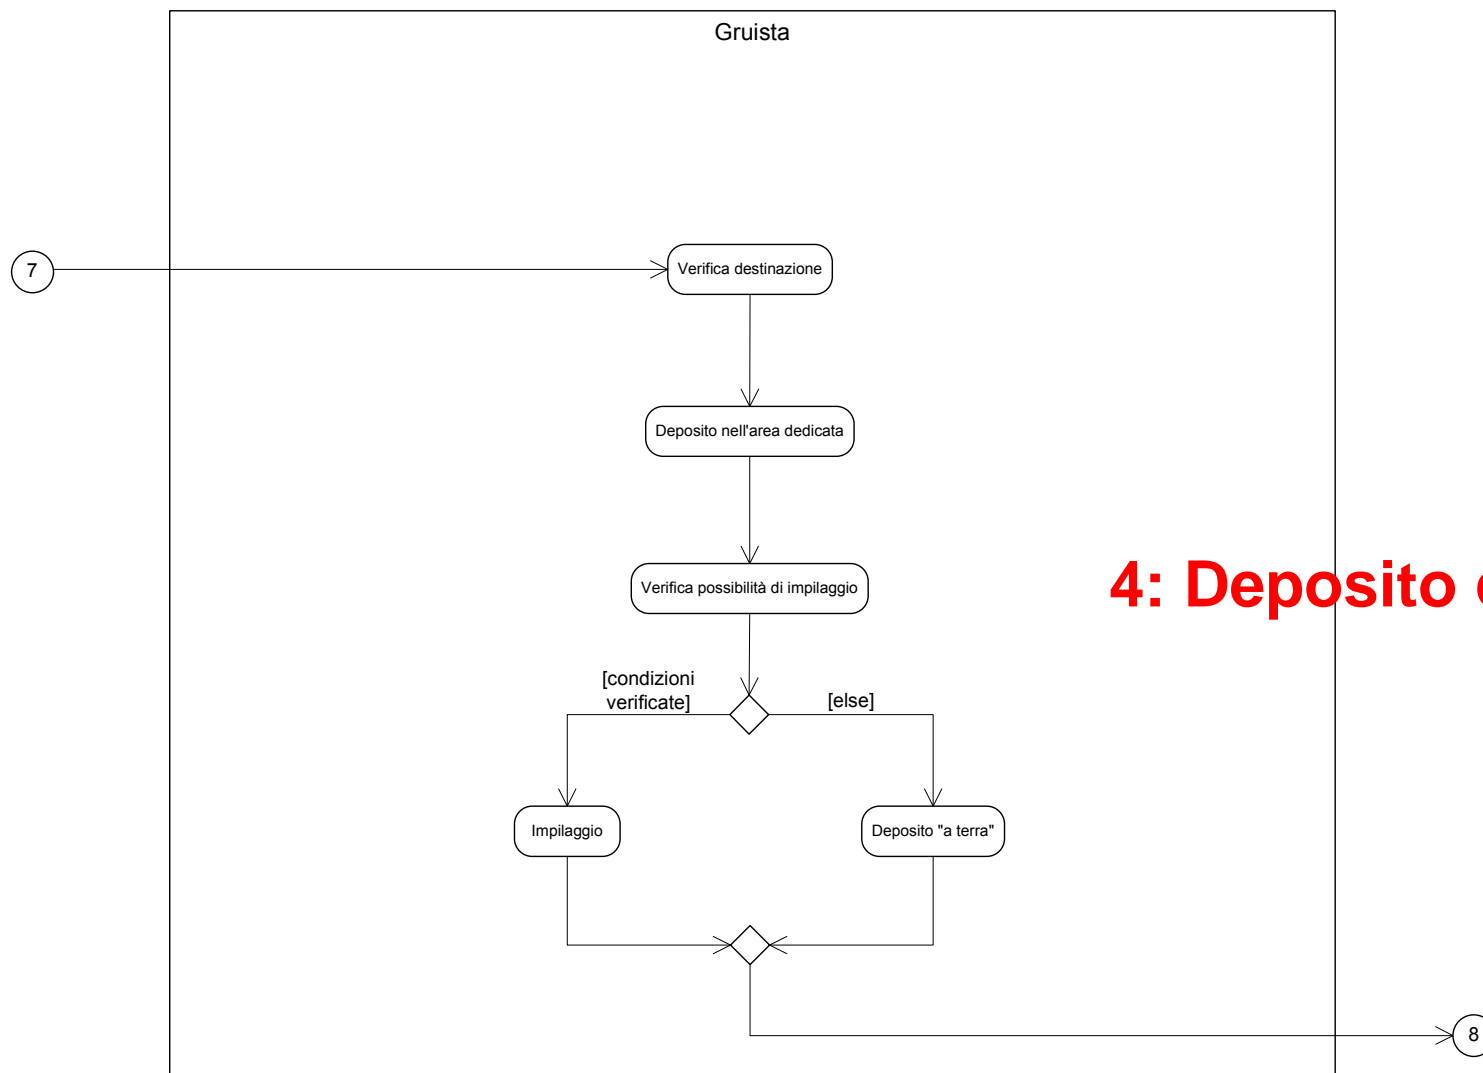 Gruista
7
Verifica destinazione
Deposito nell'area dedicata
Verifica possibilità di impilaggio
4: Deposito
[condizioni
verificate]
[else]
Impilaggio
Deposito "a terra"
8